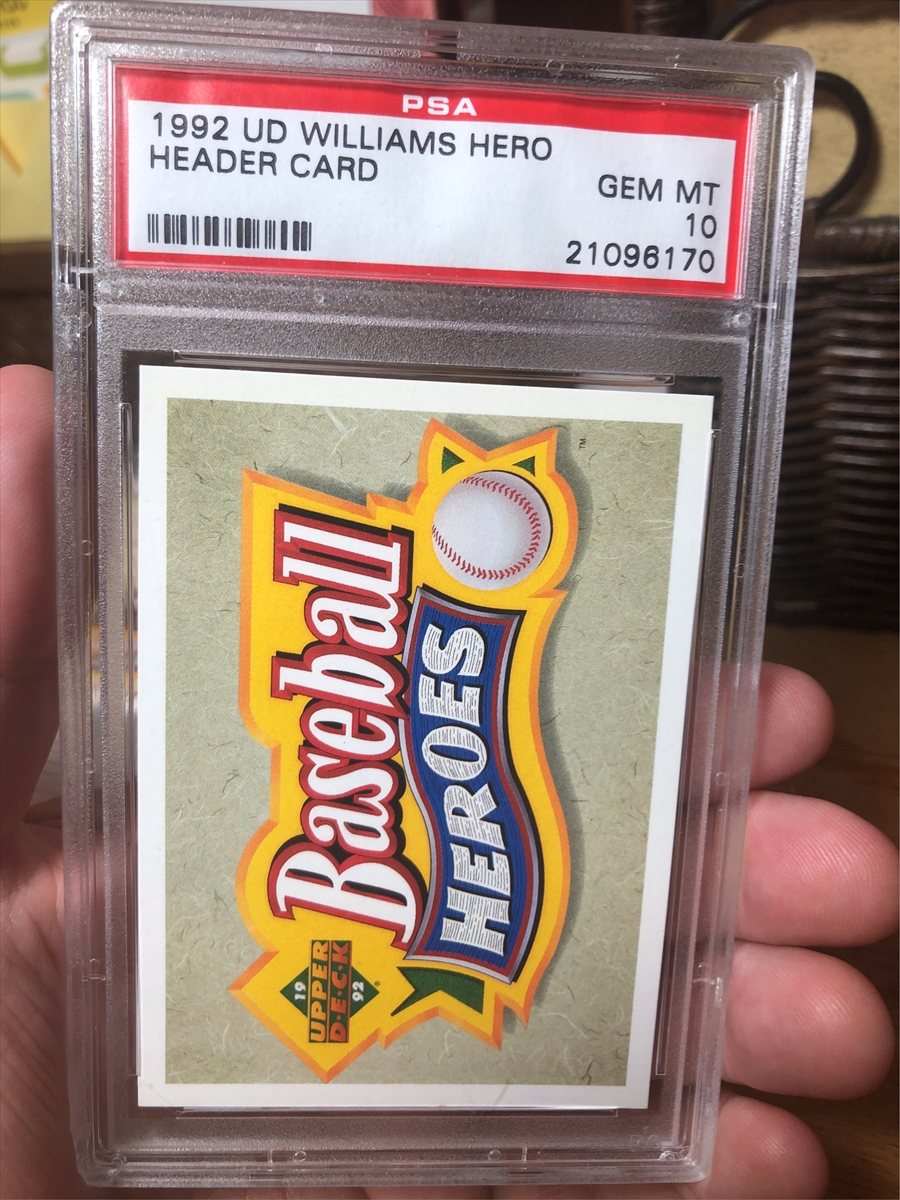 PSA
1992 UD WILLIAMS HERO
HEADER CARD
GEM MT
10
21096170
TM
Baseball
HEROES
19 92
UPPER
D·E·C·K
®